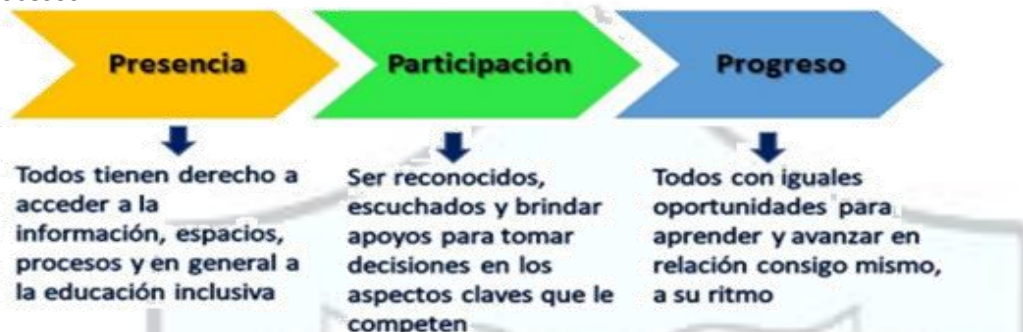 Presencia
Participación
Progreso
Todos tienen derecho a
acceder a la
información, espacios,
procesos y en general a
la educación inclusiva
Ser reconocidos,
escuchados y brindar
apoyos para tomar
decisiones en los
aspectos claves que le
competen
Todos con iguales
oportunidades para
aprender y avanzar en
relación consigo mismo,
a su ritmo